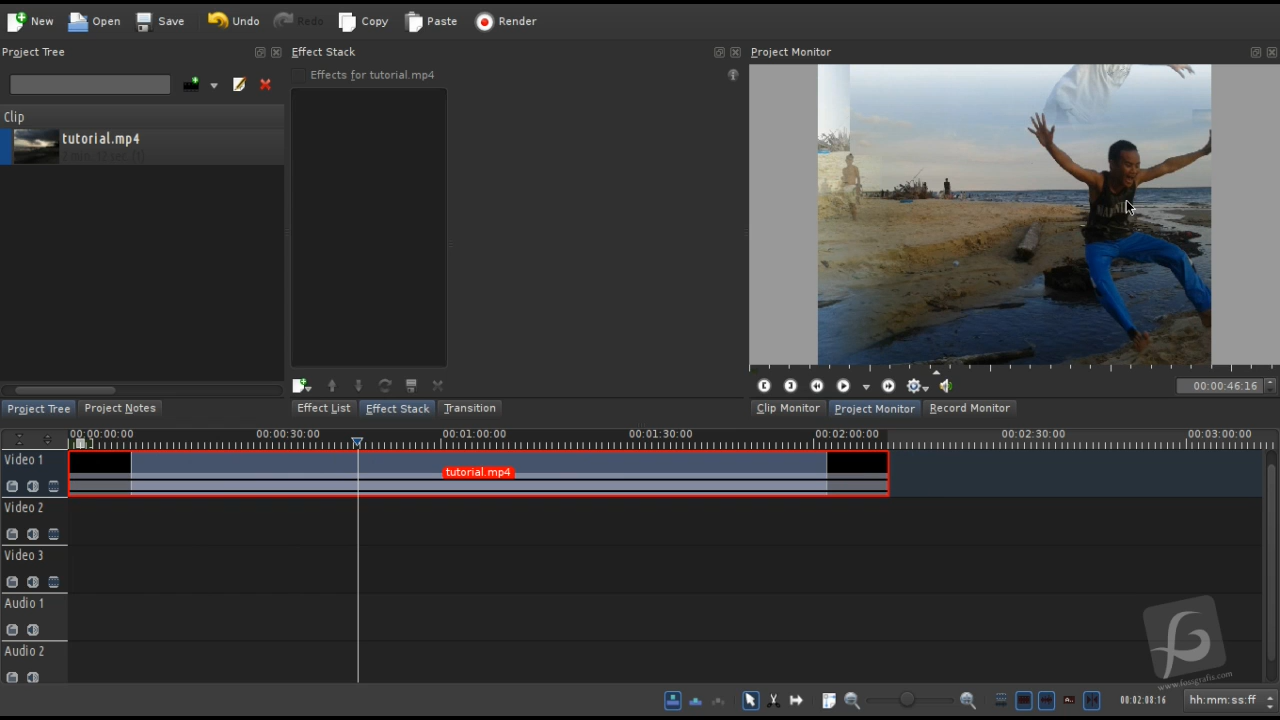 New Open Save Undo Redo Copy Paste Render
Project Tree
Effect Stack
Project Monitor
Effects for tutorial.mp4
Clip
tutorial.mp4
00:00:46:16
Project Tree Project Notes
Effect List Effect Stack Transition
Clip Monitor Project Monitor Record Monitor
00:00:00:00 00:00:30:00 00:01:00:00 00:01:30:00 00:02:00:00 00:02:30:00 00:03:00:00
Video 1
tutorial.mp4
Video 2
Video 3
Audio 1
Audio 2
www.fossgrafis.com
00:02:08:16 hh:mm:ss:ff